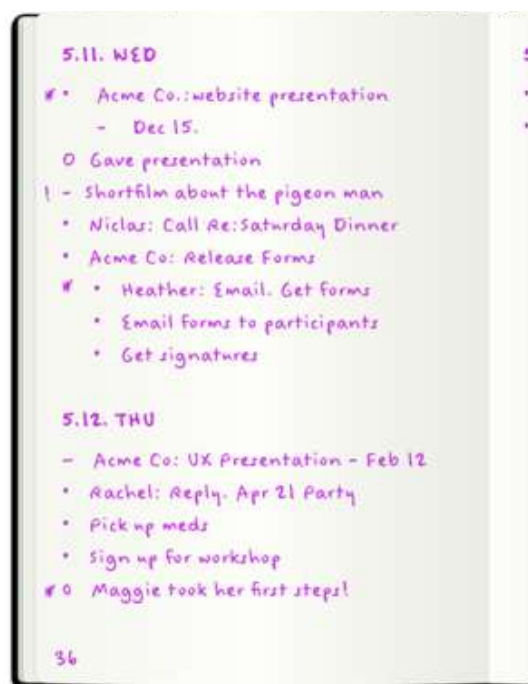 5.11. WED
* • Acme Co.: website presentation
- Dec 15.
O Gave presentation
! - Shortfilm about the pigeon man
• Niclas: Call Re: Saturday Dinner
• Acme Co: Release Forms
* • Heather: Email. Get forms
• Email forms to participants
• Get signatures
5.12. THU
- Acme Co: UX Presentation - Feb 12
• Rachel: Reply. Apr 21 Party
• Pick up meds
• Sign up for workshop
* O Maggie took her first steps!
36